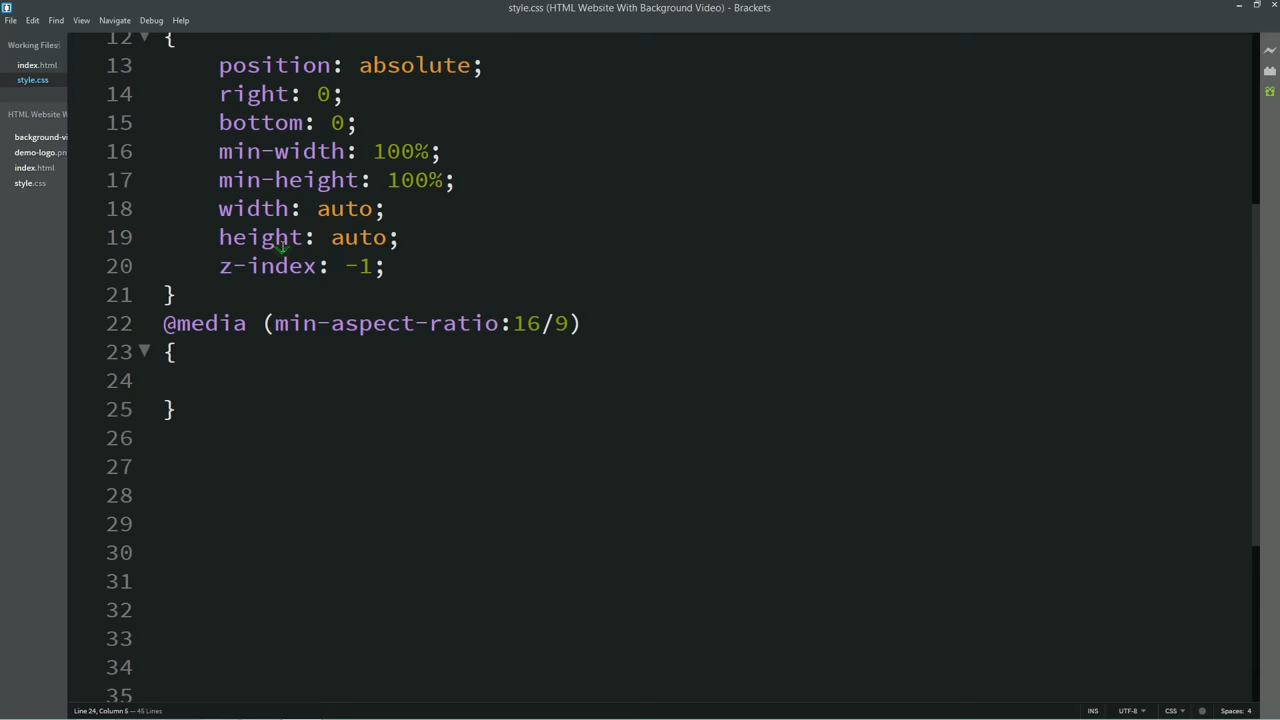 style.css (HTML Website With Background Video) - Brackets
File Edit Find View Navigate Debug Help
Working Files
index.html
style.css
HTML Website W
background-vi
demo-logo.pn
index.html
style.css
12 {
13 position: absolute;
14 right: 0;
15 bottom: 0;
16 min-width: 100%;
17 min-height: 100%;
18 width: auto;
19 height: auto;
20 z-index: -1;
21 }
22 @media (min-aspect-ratio:16/9)
23 {
24
25 }
26
27
28
29
30
31
32
33
34
35
Line 24, Column 5 — 45 Lines
INS UTF-8 CSS Spaces: 4